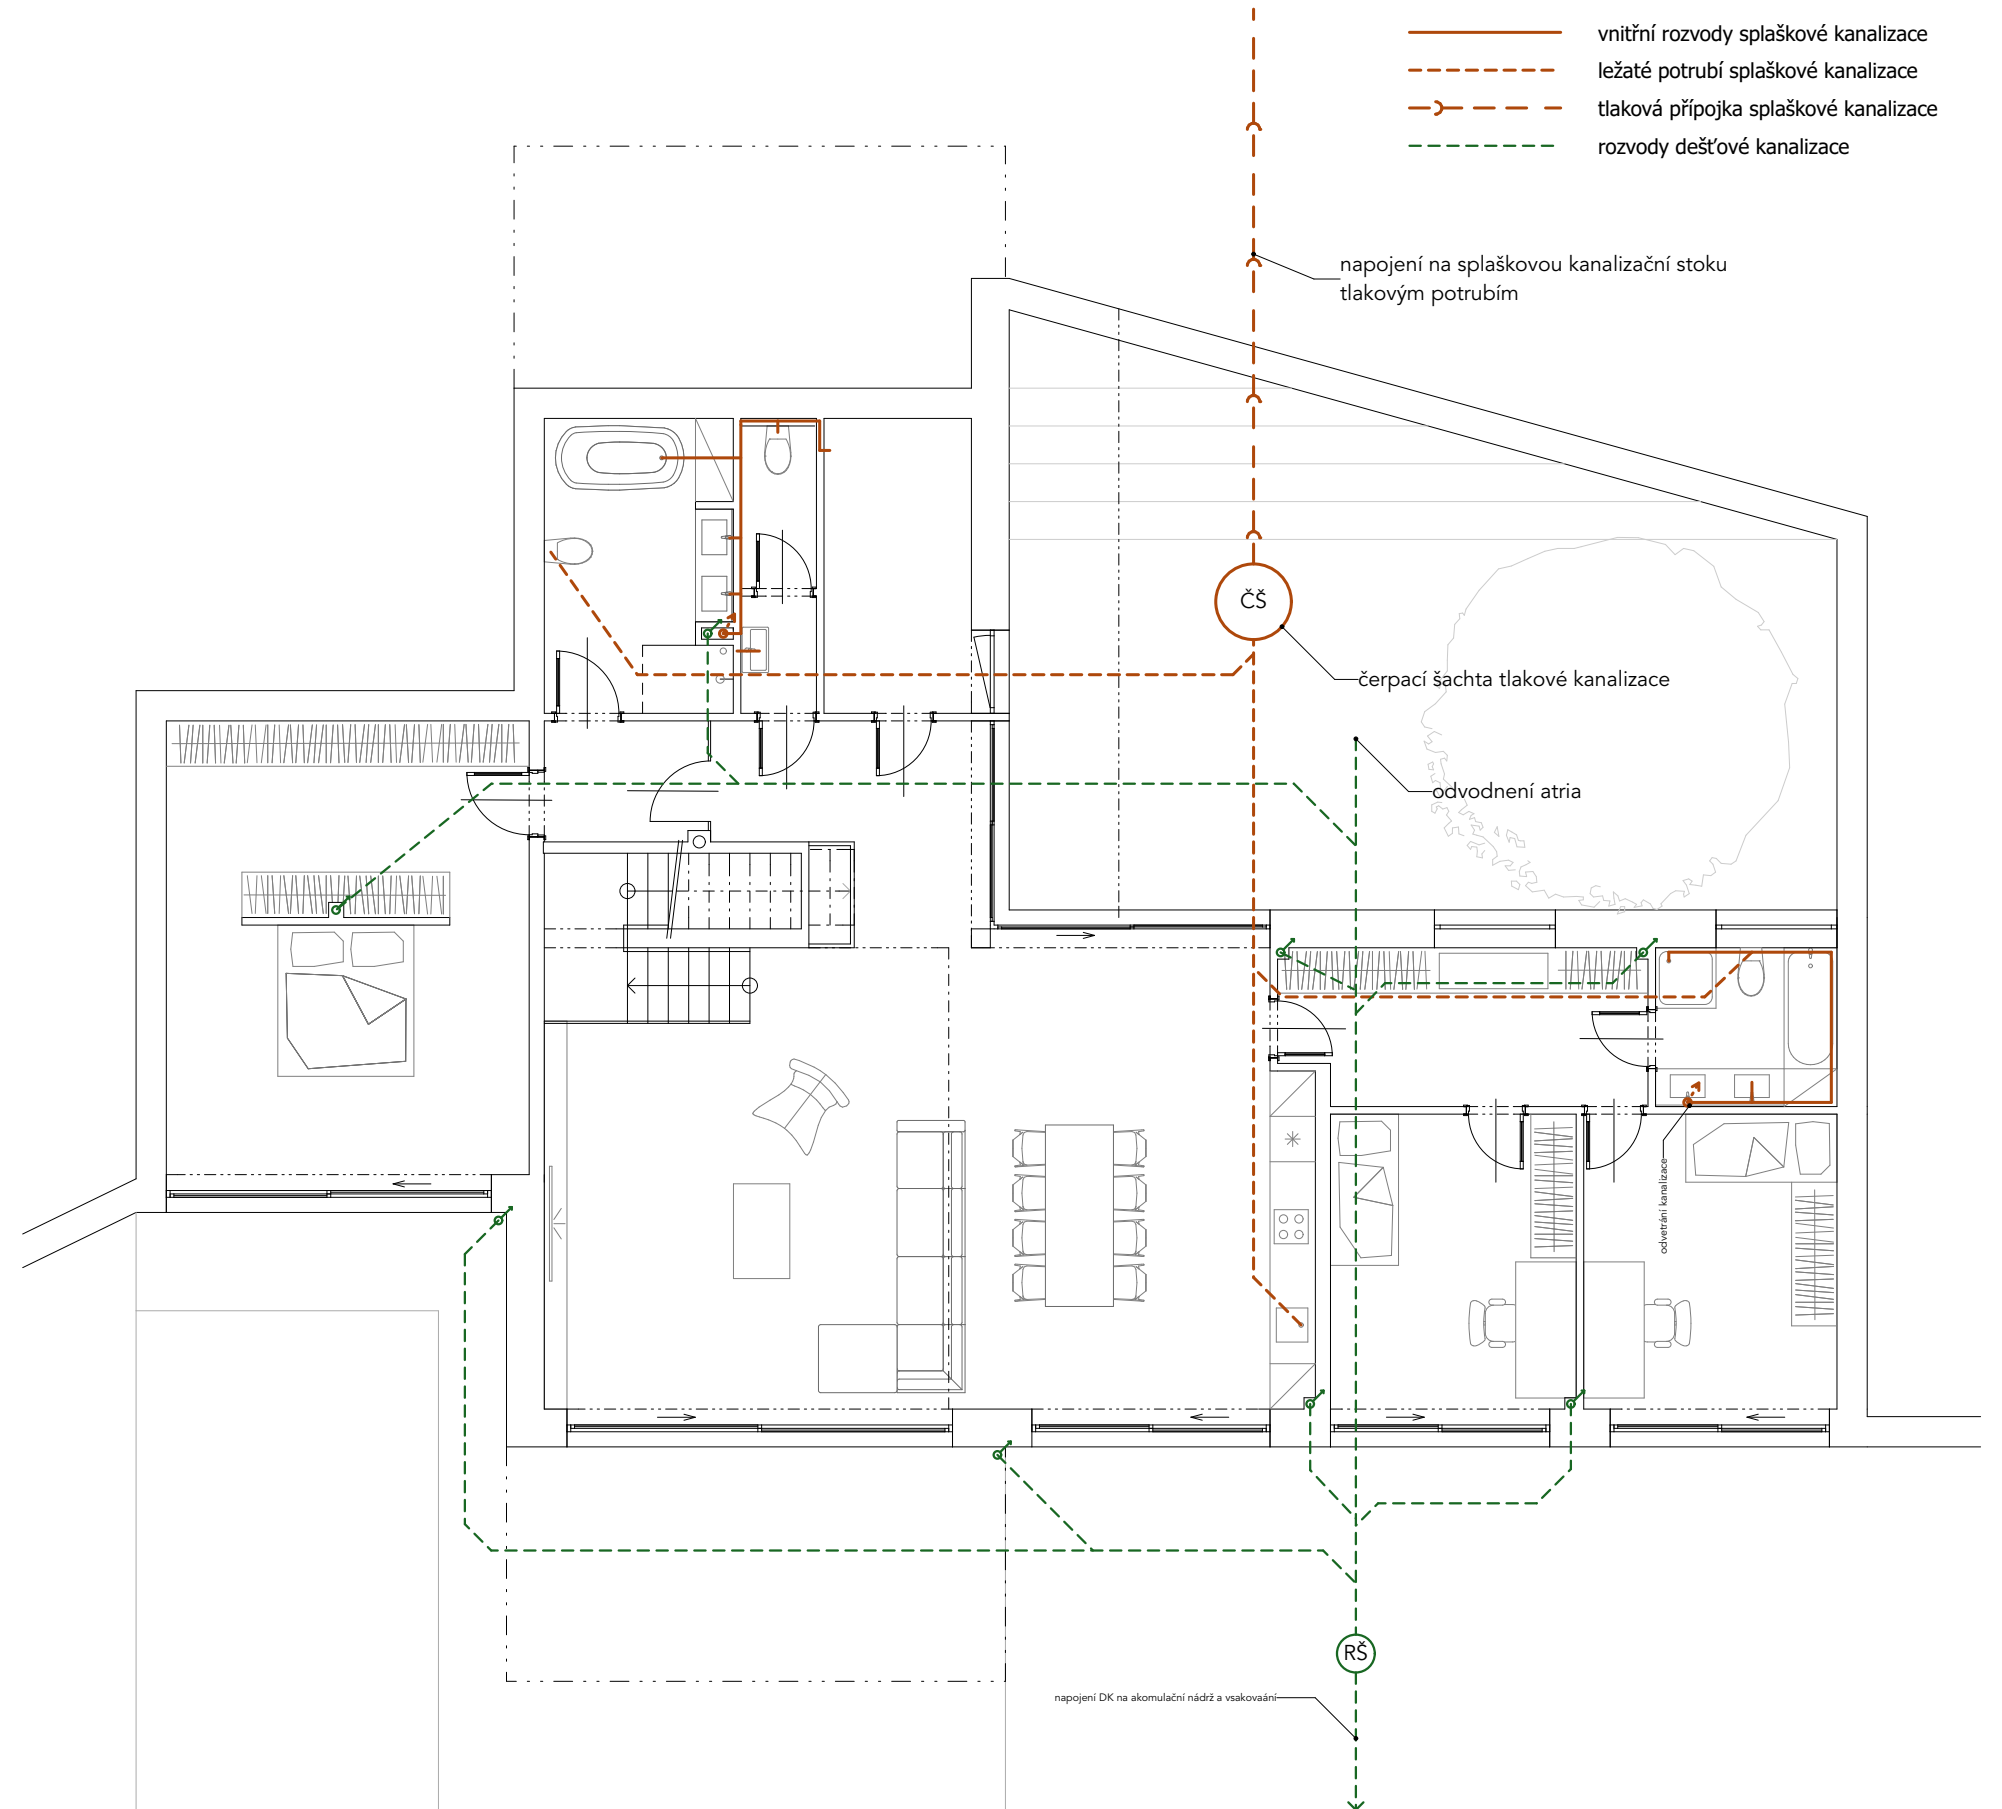 vnitřní rozvody splaškové kanalizace
ležaté potrubí splaškové kanalizace
tlaková přípojka splaškové kanalizace
rozvody dešťové kanalizace
napojení na splaškovou kanalizační stoku
tlakovým potrubím
ČŠ
čerpací šachta tlakové kanalizace
odvodnení atria
odvetrání kanalizace
RŠ
napojení DK na akomulační nádrž a vsakovaání